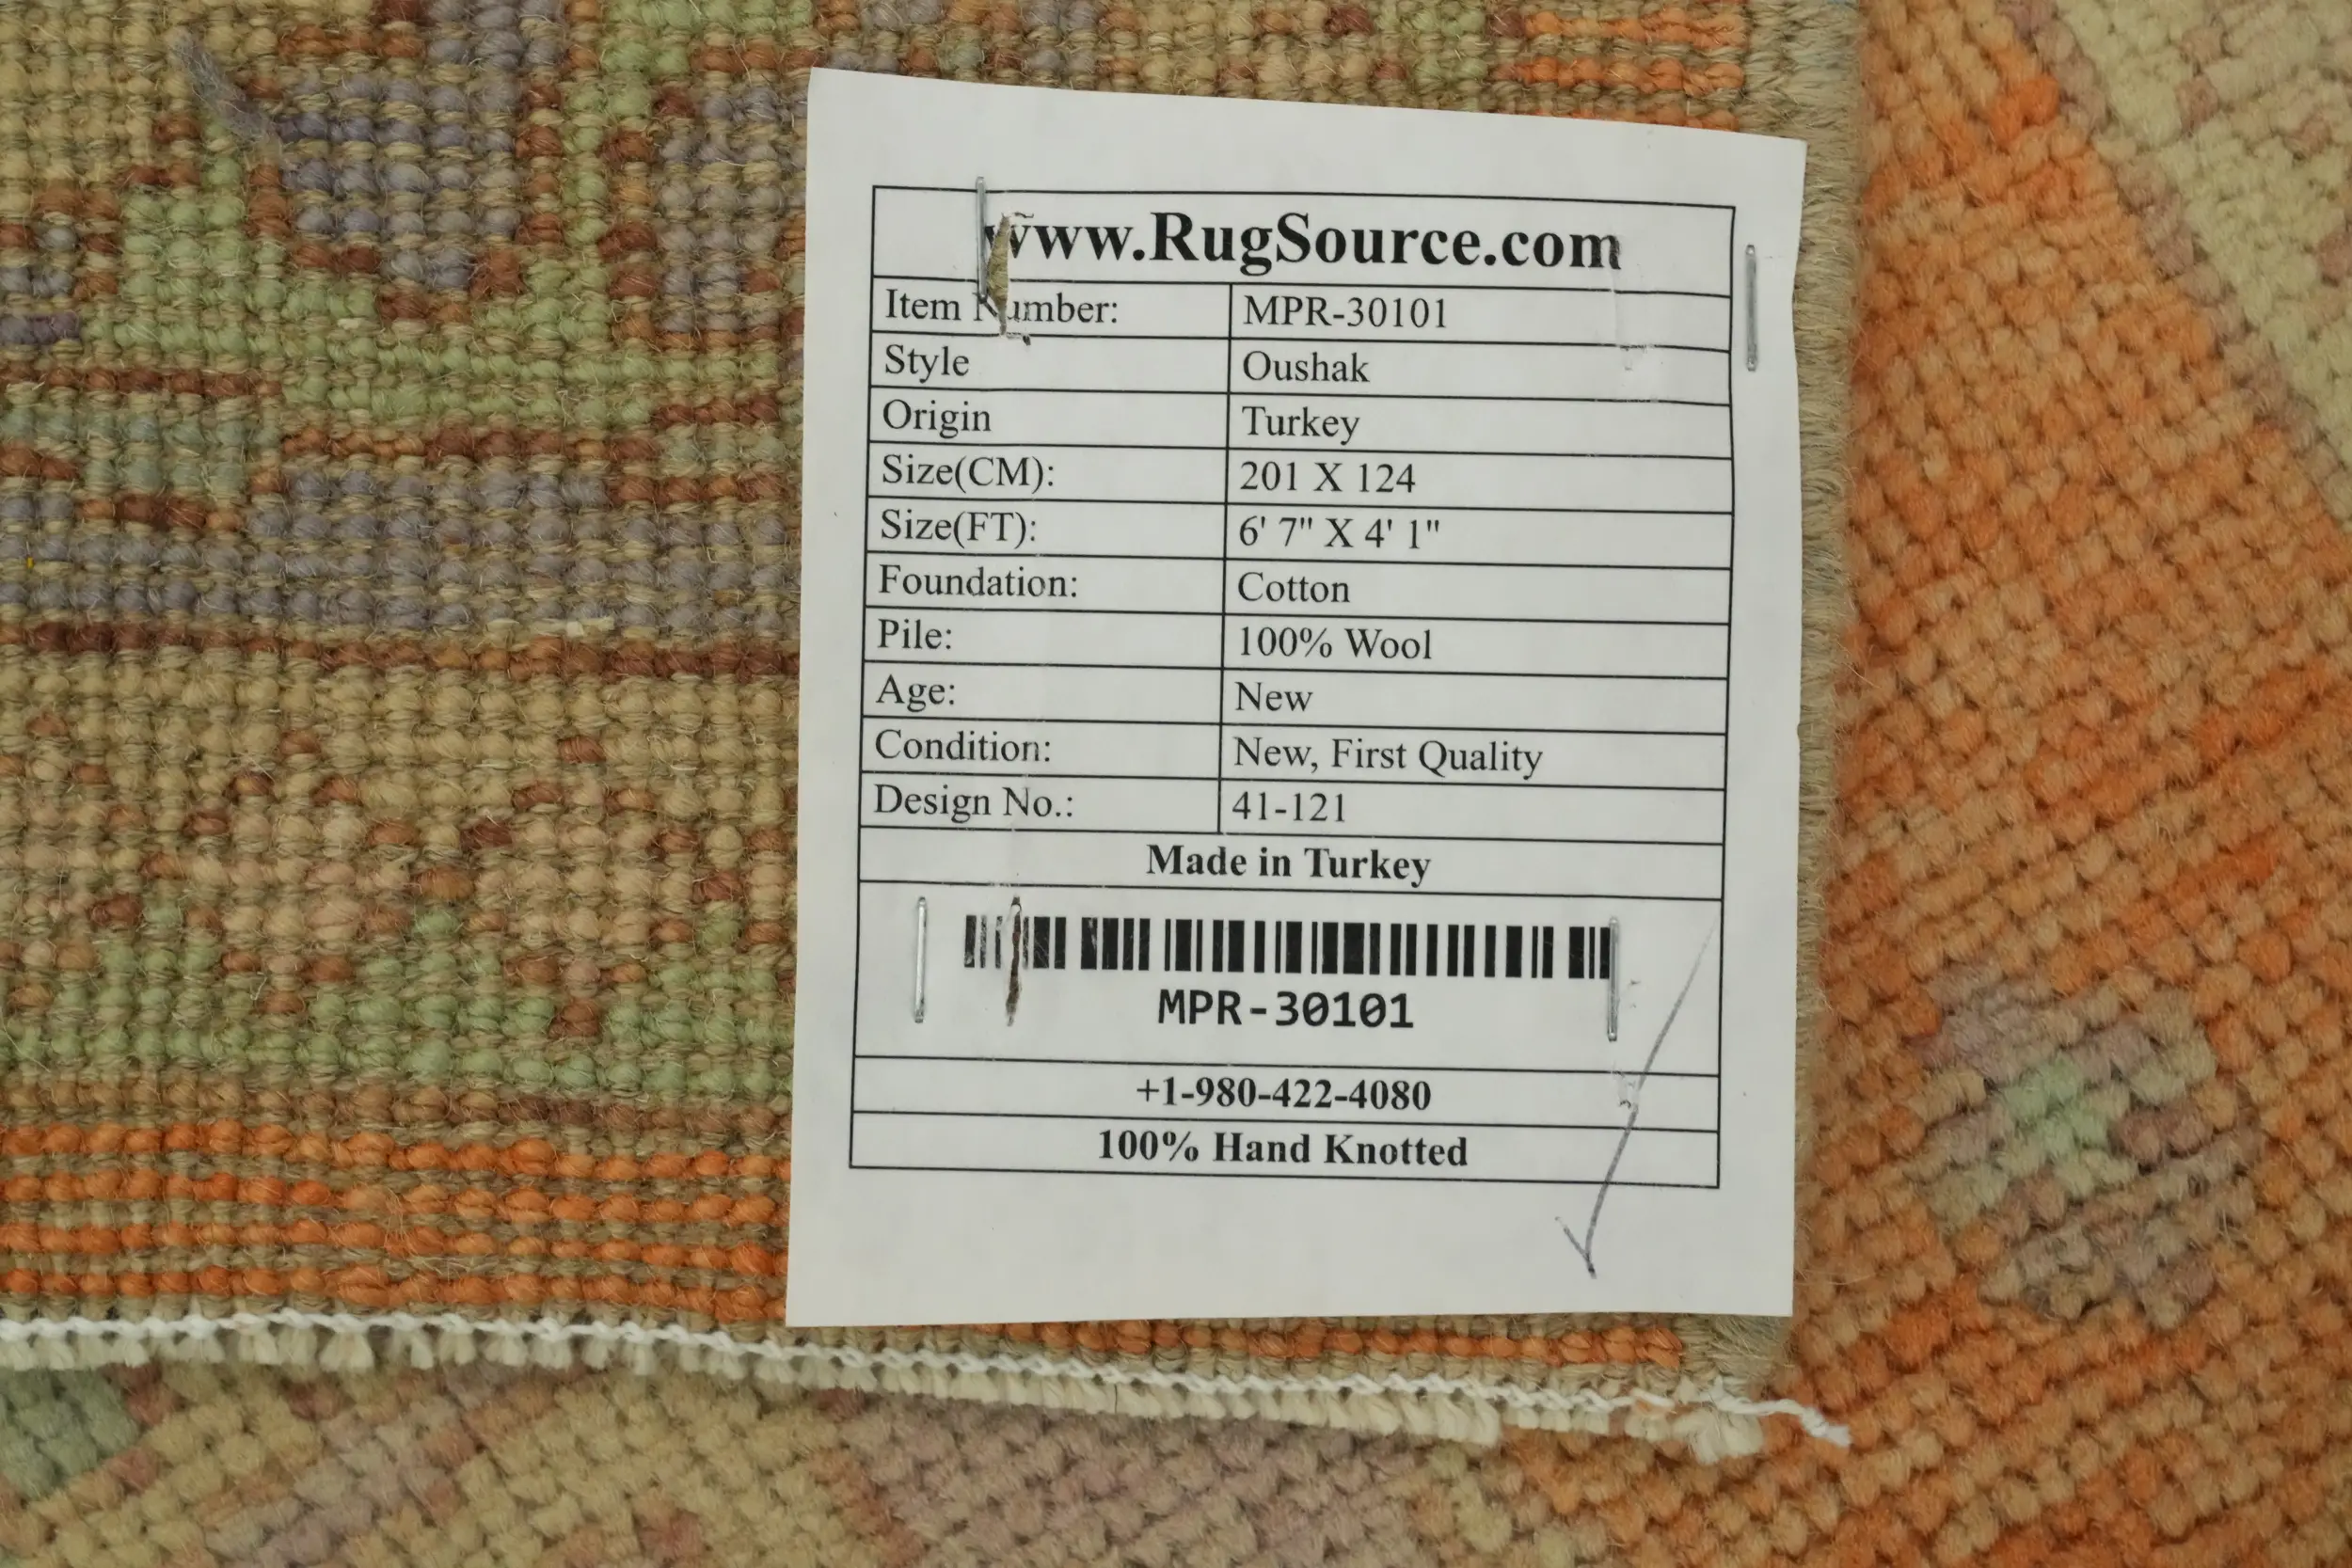 www.RugSource.com
Item Number: MPR-30101
Style Oushak
Origin Turkey
Size(CM): 201 X 124
Size(FT): 6' 7" X 4' 1"
Foundation: Cotton
Pile: 100% Wool
Age: New
Condition: New, First Quality
Design No.: 41-121
Made in Turkey
MPR-30101
+1-980-422-4080
100% Hand Knotted